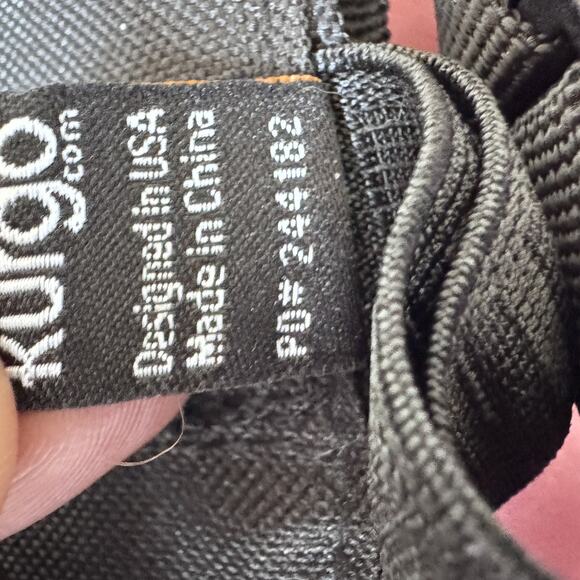 Kurgo
com
Designed in USA
Made in China
PO# 244182